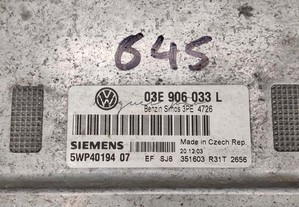 645
03E 906 033 L
Benzin Simos 3PE 4726
SIEMENS
Made in Czech Rep.
20.12.03
5WP40194 07
EF SJ8 351603 R31T 2656